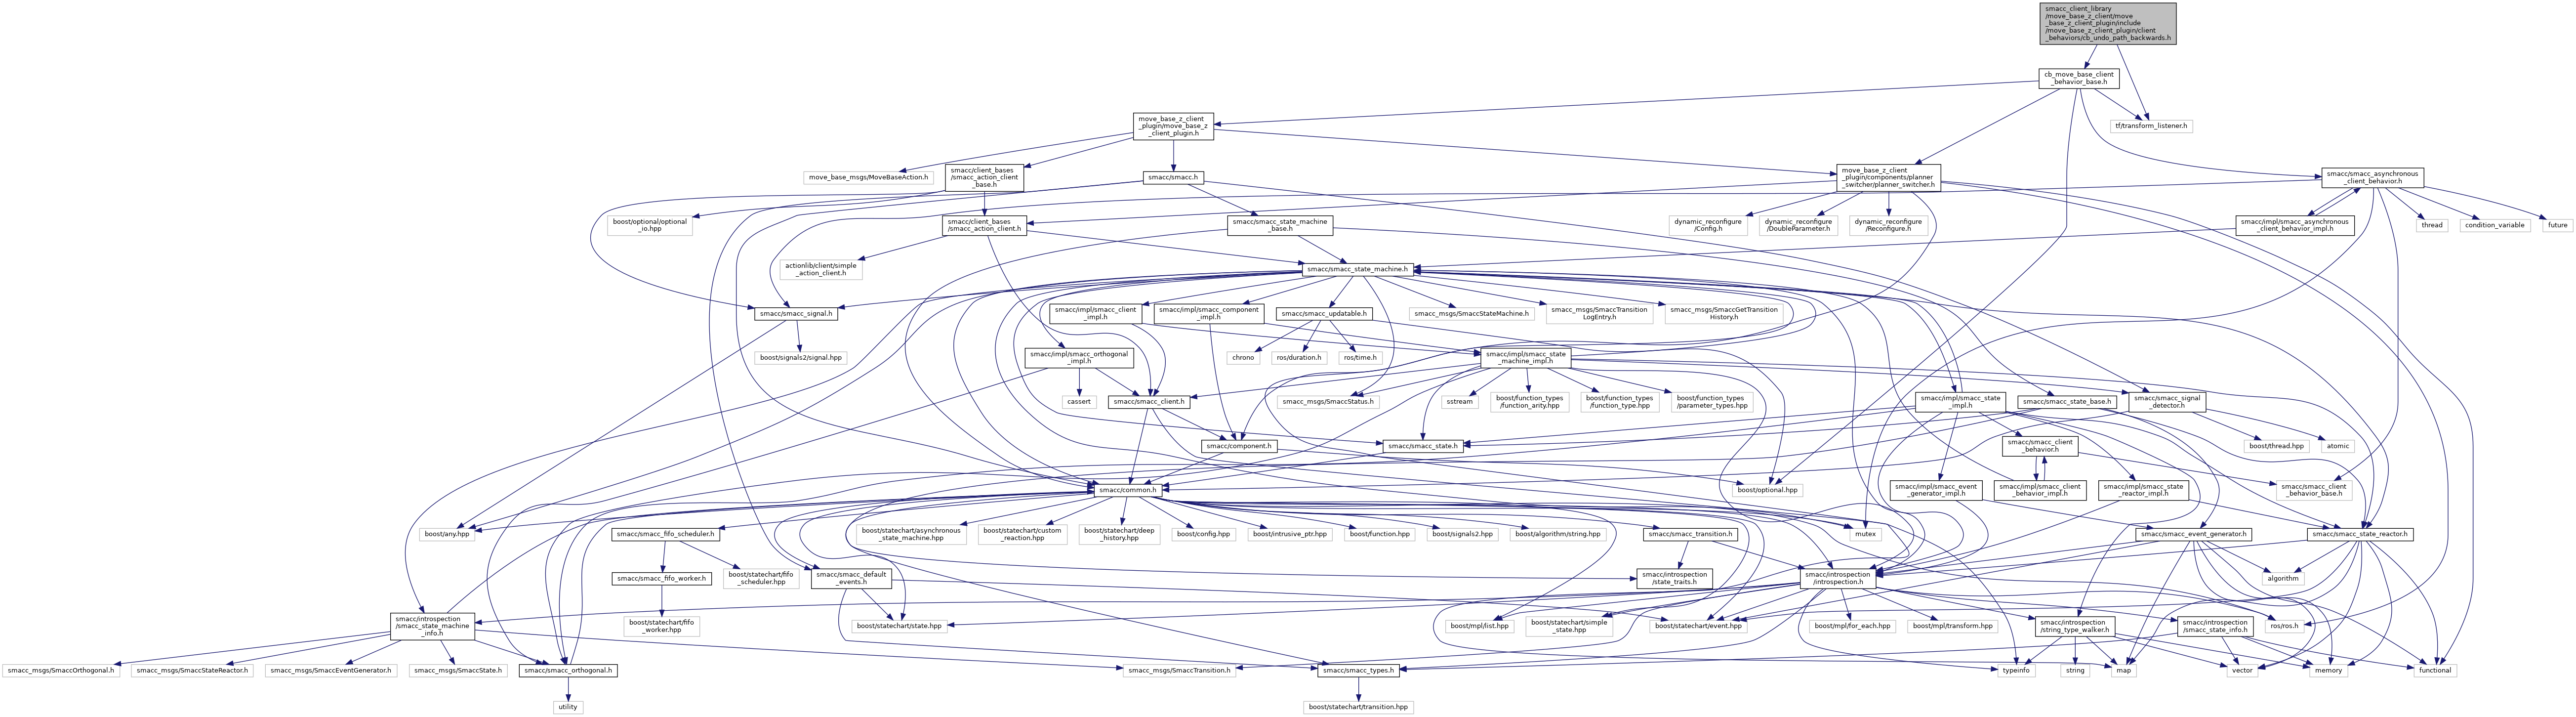 smacc_client_library
/move_base_z_client/move
_base_z_client_plugin/include
/move_base_z_client_plugin/client
_behaviors/cb_undo_path_backwards.h
cb_move_base_client
_behavior_base.h
move_base_z_client
_plugin/move_base_z
_client_plugin.h
tf/transform_listener.h
move_base_msgs/MoveBaseAction.h
smacc/client_bases
/smacc_action_client
_base.h
smacc/smacc.h
move_base_z_client
_plugin/components/planner
_switcher/planner_switcher.h
smacc/smacc_asynchronous
_client_behavior.h
boost/optional/optional
_io.hpp
smacc/client_bases
/smacc_action_client.h
smacc/smacc_state_machine
_base.h
dynamic_reconfigure
/Config.h
dynamic_reconfigure
/DoubleParameter.h
dynamic_reconfigure
/Reconfigure.h
smacc/impl/smacc_asynchronous
_client_behavior_impl.h
thread
condition_variable
future
actionlib/client/simple
_action_client.h
smacc/smacc_state_machine.h
smacc/smacc_signal.h
smacc/impl/smacc_client
_impl.h
smacc/impl/smacc_component
_impl.h
smacc/smacc_updatable.h
smacc_msgs/SmaccStateMachine.h
smacc_msgs/SmaccTransition
LogEntry.h
smacc_msgs/SmaccGetTransition
History.h
boost/signals2/signal.hpp
smacc/impl/smacc_orthogonal
_impl.h
chrono
ros/duration.h
ros/time.h
smacc/impl/smacc_state
_machine_impl.h
cassert
smacc/smacc_client.h
smacc_msgs/SmaccStatus.h
sstream
boost/function_types
/function_arity.hpp
boost/function_types
/function_type.hpp
boost/function_types
/parameter_types.hpp
smacc/impl/smacc_state
_impl.h
smacc/smacc_state_base.h
smacc/smacc_signal
_detector.h
smacc/component.h
smacc/smacc_state.h
smacc/smacc_client
_behavior.h
boost/thread.hpp
atomic
smacc/common.h
boost/optional.hpp
smacc/impl/smacc_event
_generator_impl.h
smacc/impl/smacc_client
_behavior_impl.h
smacc/impl/smacc_state
_reactor_impl.h
smacc/smacc_client
_behavior_base.h
boost/any.hpp
smacc/smacc_fifo_scheduler.h
boost/statechart/asynchronous
_state_machine.hpp
boost/statechart/custom
_reaction.hpp
boost/statechart/deep
_history.hpp
boost/config.hpp
boost/intrusive_ptr.hpp
boost/function.hpp
boost/signals2.hpp
boost/algorithm/string.hpp
smacc/smacc_transition.h
mutex
smacc/smacc_event_generator.h
smacc/smacc_state_reactor.h
smacc/smacc_fifo_worker.h
boost/statechart/fifo
_scheduler.hpp
smacc/smacc_default
_events.h
smacc/introspection
/state_traits.h
smacc/introspection
/introspection.h
algorithm
smacc/introspection
/smacc_state_machine
_info.h
boost/statechart/fifo
_worker.hpp
boost/statechart/state.hpp
boost/mpl/list.hpp
boost/statechart/simple
_state.hpp
boost/statechart/event.hpp
boost/mpl/for_each.hpp
boost/mpl/transform.hpp
smacc/introspection
/string_type_walker.h
smacc/introspection
/smacc_state_info.h
ros/ros.h
smacc_msgs/SmaccOrthogonal.h
smacc_msgs/SmaccStateReactor.h
smacc_msgs/SmaccEventGenerator.h
smacc_msgs/SmaccState.h
smacc/smacc_orthogonal.h
smacc_msgs/SmaccTransition.h
smacc/smacc_types.h
typeinfo
string
map
vector
memory
functional
utility
boost/statechart/transition.hpp